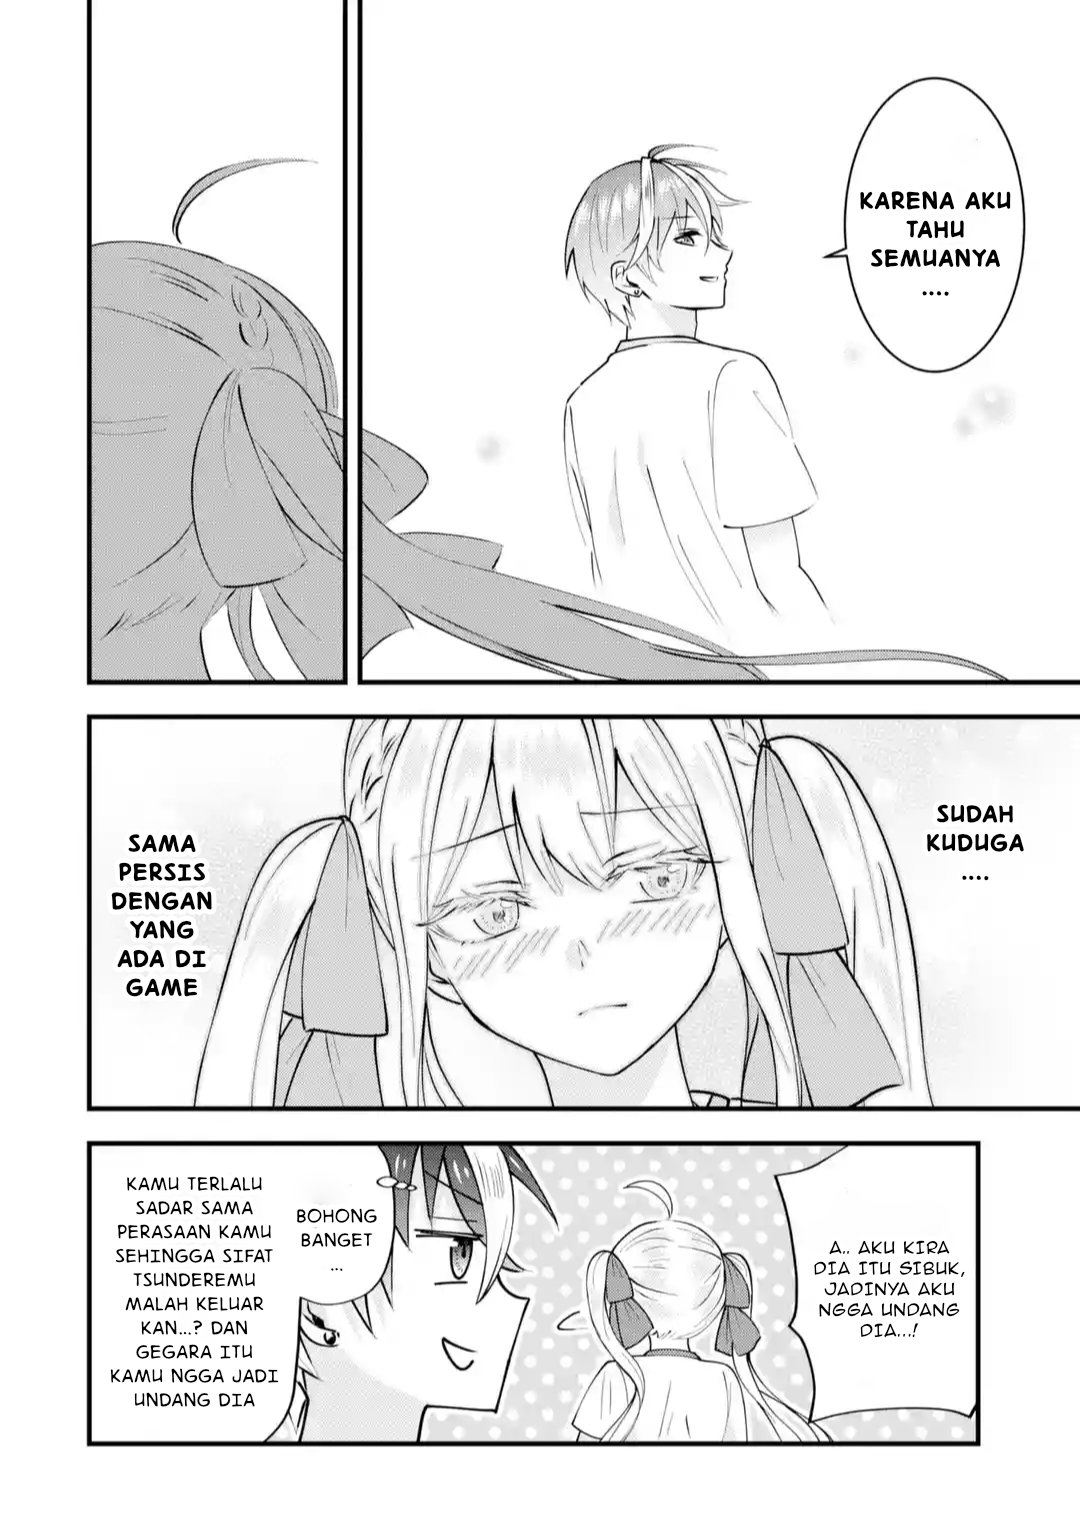 KARENA AKU
TAHU
SEMUANYA
....
SUDAH
KUDUGA
....
SAMA
PERSIS
DENGAN
YANG
ADA DI
GAME
A.. AKU KIRA
DIA ITU SIBUK,
JADINYA AKU
NGGA UNDANG
DIA...!
BOHONG
BANGET
...
KAMU TERLALU
SADAR SAMA
PERASAAN KAMU
SEHINGGA SIFAT
TSUNDEREMU
MALAH KELUAR
KAN...? DAN
GEGARA ITU
KAMU NGGA JADI
UNDANG DIA